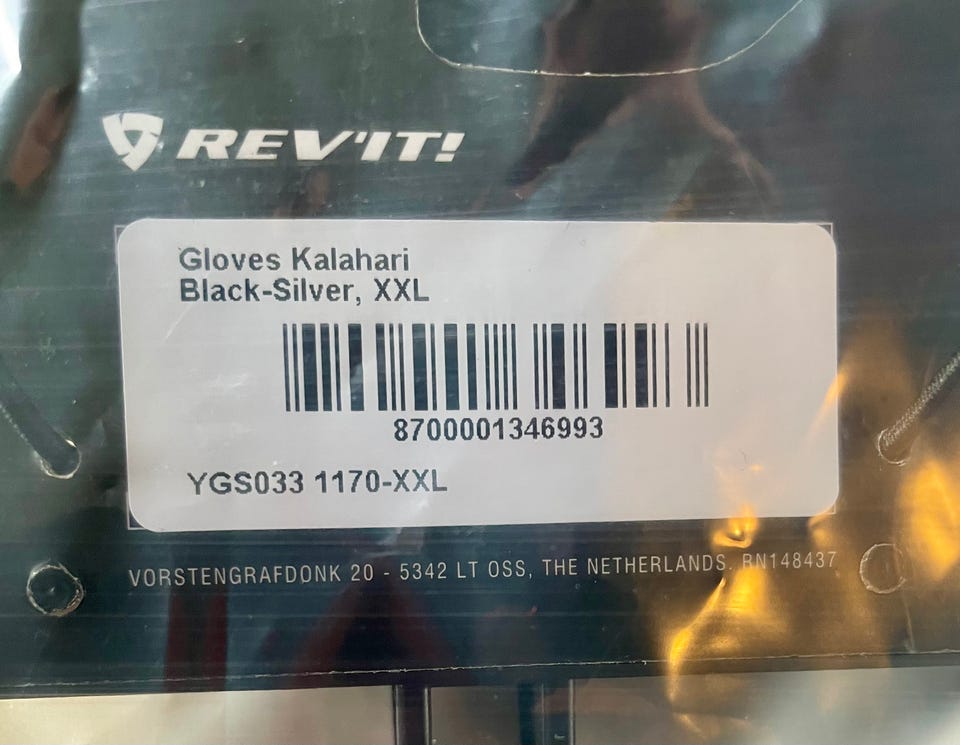 REV'IT!
Gloves Kalahari
Black-Silver, XXL
8700001346993
YGS033 1170-XXL
VORSTENGRAFDONK 20 - 5342 LT OSS, THE NETHERLANDS. RN148437